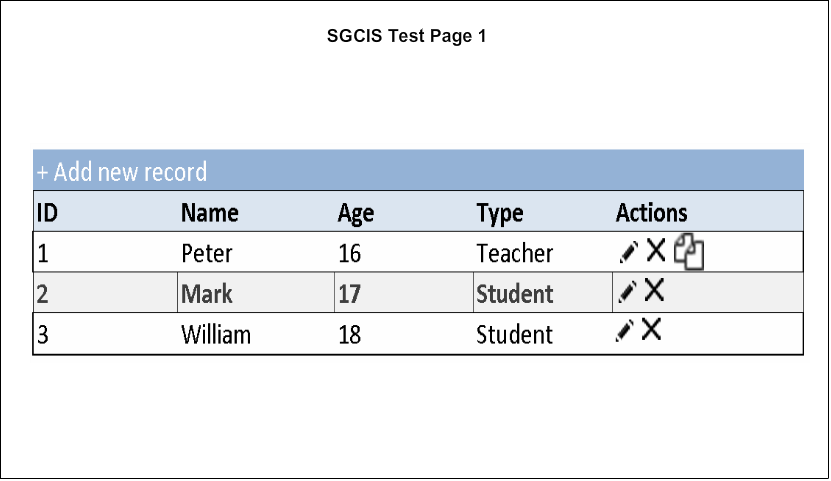 SGCIS Test Page 1
+ Add new record
ID Name Age Type Actions
1 Peter 16 Teacher
2 Mark 17 Student
3 William 18 Student